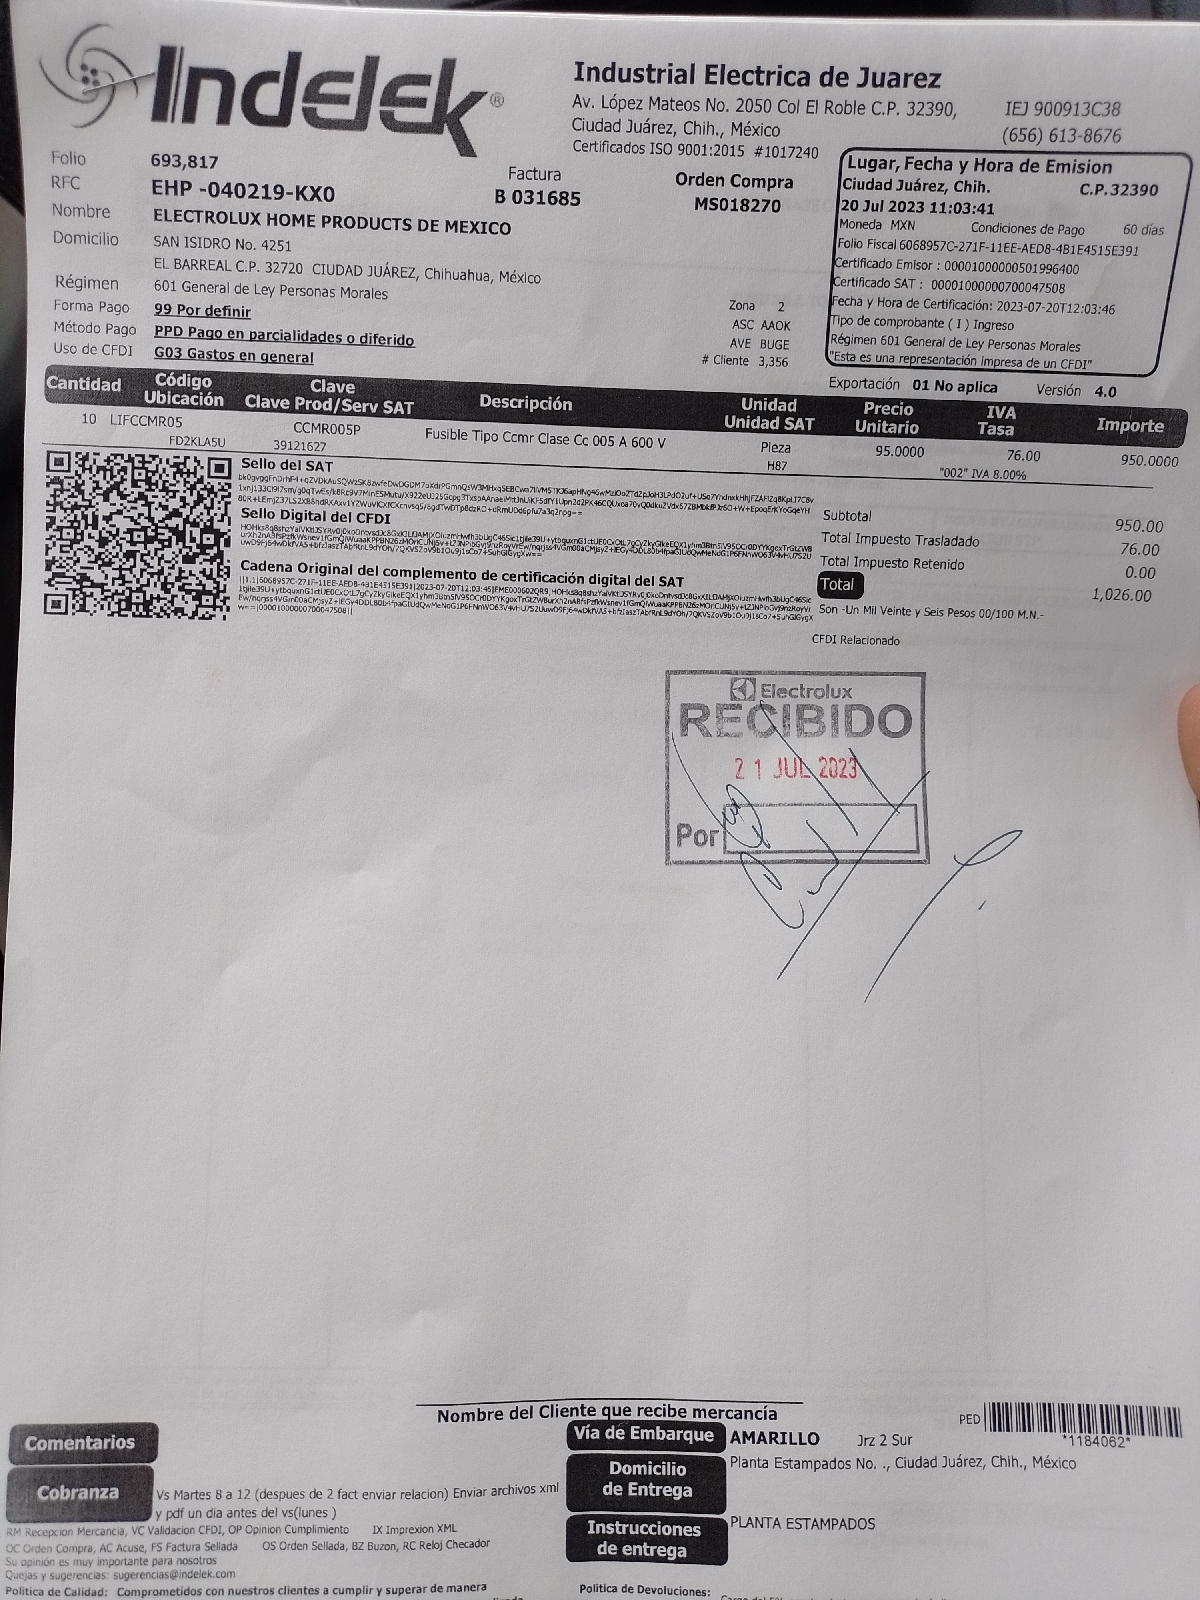 Indelek®
Industrial Electrica de Juarez
Av. López Mateos No. 2050 Col El Roble C.P. 32390,
Ciudad Juárez, Chih., México
Certificados ISO 9001:2015 #1017240
IEJ 900913C38
(656) 613-8676
Folio 693,817
RFC EHP -040219-KX0
Factura
B 031685
Orden Compra
MS018270
Nombre ELECTROLUX HOME PRODUCTS DE MEXICO
Domicilio SAN ISIDRO No. 4251
EL BARREAL C.P. 32720 CIUDAD JUÁREZ, Chihuahua, México
Régimen 601 General de Ley Personas Morales
Forma Pago 99 Por definir
Método Pago PPD Pago en parcialidades o diferido
Uso de CFDI G03 Gastos en general
Zona 2
ASC AAOK
AVE BUGE
# Cliente 3,356
Lugar, Fecha y Hora de Emision
Ciudad Juárez, Chih. C.P.32390
20 Jul 2023 11:03:41
Moneda MXN Condiciones de Pago 60 días
Folio Fiscal 6068957C-271F-11EE-AED8-4B1E4515E391
Certificado Emisor : 00001000000501996400
Certificado SAT : 00001000000700047508
Fecha y Hora de Certificación: 2023-07-20T12:03:46
Tipo de comprobante ( I ) Ingreso
Régimen 601 General de Ley Personas Morales
"Esta es una representación impresa de un CFDI"
Exportación 01 No aplica Versión 4.0
Cantidad Código Ubicación Clave Clave Prod/Serv SAT Descripción Unidad Unidad SAT Precio Unitario IVA Tasa Importe
10 LIFCCMR05 CCMR005P Fusible Tipo Ccmr Clase Cc 005 A 600 V Pieza 95.0000 76.00 950.0000
FD2KLA5U 39121627 H87 "002" IVA 8.00%
Sello del SAT
Sello Digital del CFDI
Cadena Original del complemento de certificación digital del SAT
Subtotal 950.00
Total Impuesto Trasladado 76.00
Total Impuesto Retenido 0.00
Total 1,026.00
Son -Un Mil Veinte y Seis Pesos 00/100 M.N.-
CFDI Relacionado
Electrolux
RECIBIDO
21 JUL 2023
Por
Nombre del Cliente que recibe mercancía
PED
*1184062*
Comentarios
Vía de Embarque AMARILLO Jrz 2 Sur
Domicilio de Entrega Planta Estampados No. ., Ciudad Juárez, Chih., México
Cobranza Vs Martes 8 a 12 (despues de 2 fact enviar relacion) Enviar archivos xml
y pdf un dia antes del vs(lunes )
Instrucciones de entrega PLANTA ESTAMPADOS
RM Recepcion Mercancia, VC Validacion CFDI, OP Opinion Cumplimiento IX Imprexion XML
OC Orden Compra, AC Acuse, FS Factura Sellada OS Orden Sellada, BZ Buzon, RC Reloj Checador
Su opinión es muy importante para nosotros
Quejas y sugerencias: sugerencias@indelek.com
Politica de Calidad: Comprometidos con nuestros clientes a cumplir y superar de manera
Politica de Devoluciones: